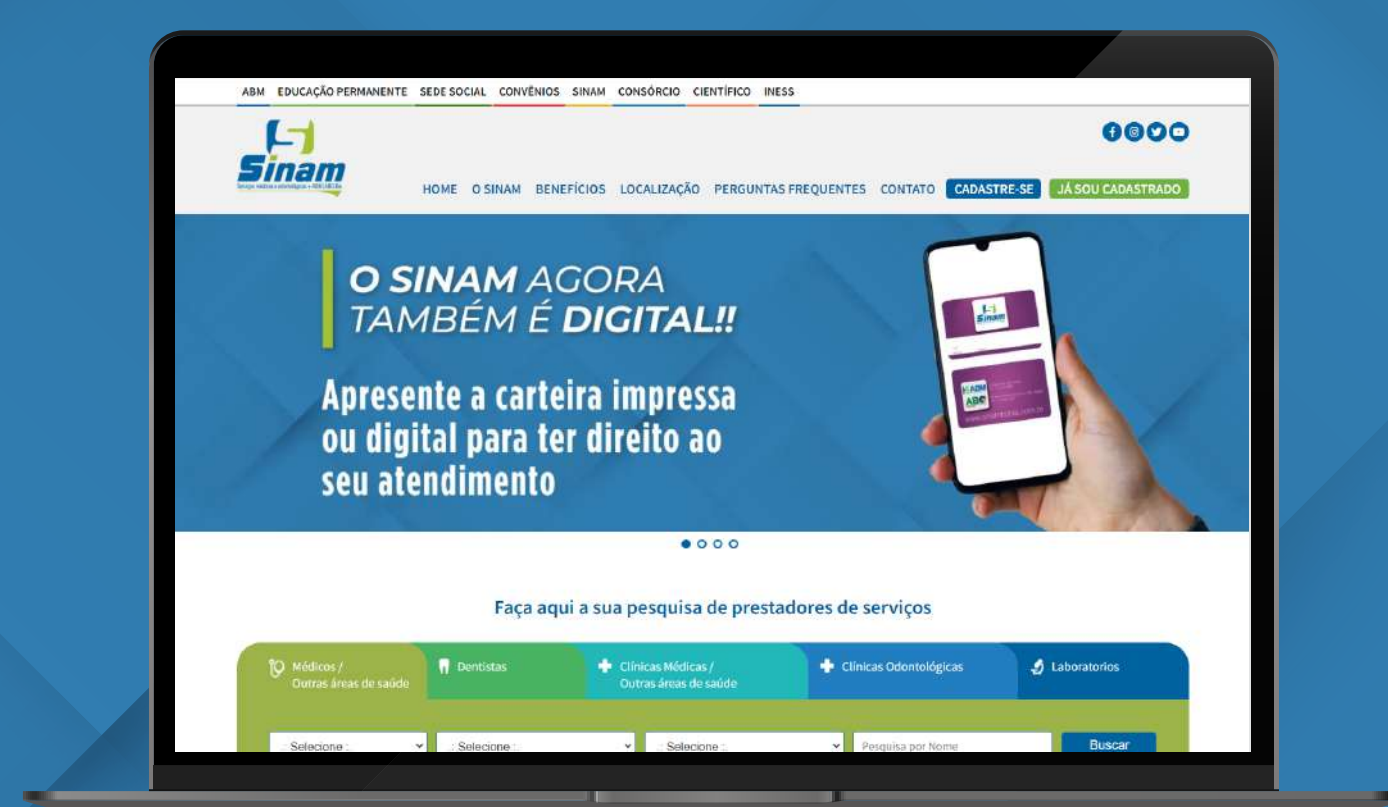 ABM EDUCAÇÃO PERMANENTE SEDE SOCIAL CONVÊNIOS SINAM CONSÓRCIO CIENTÍFICO INESS
Sinam
HOME O SINAM BENEFÍCIOS LOCALIZAÇÃO PERGUNTAS FREQUENTES CONTATO CADASTRE-SE JÁ SOU CADASTRADO
O SINAM AGORA
TAMBÉM É DIGITAL!!
Apresente a carteira impressa
ou digital para ter direito ao
seu atendimento
Sinam
ABM
Faça aqui a sua pesquisa de prestadores de serviços
Médicos /
Outras áreas de saúde
Dentistas
Clínicas Médicas /
Outras áreas de saúde
Clínicas Odontológicas
Laboratorios
.: Selecione :. .: Selecione :. .: Selecione :. Pesquisa por Nome Buscar